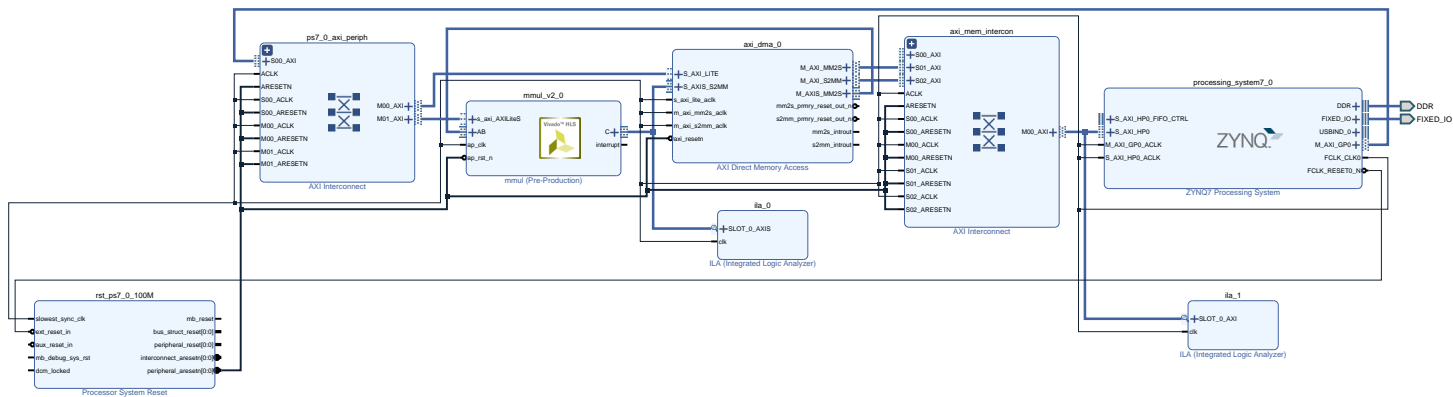 ps7_0_axi_periph
S00_AXI
ACLK
ARESETN
S00_ACLK
S00_ARESETN
M00_ACLK
M00_ARESETN
M01_ACLK
M01_ARESETN
M00_AXI
M01_AXI
AXI Interconnect
mmul_v2_0
s_axi_AXILiteS
AB
ap_clk
ap_rst_n
Vivado™ HLS
C
interrupt
mmul (Pre-Production)
axi_dma_0
S_AXI_LITE
S_AXIS_S2MM
s_axi_lite_aclk
m_axi_mm2s_aclk
m_axi_s2mm_aclk
axi_resetn
M_AXI_MM2S
M_AXI_S2MM
M_AXIS_MM2S
mm2s_prmry_reset_out_n
s2mm_prmry_reset_out_n
mm2s_introut
s2mm_introut
AXI Direct Memory Access
ila_0
SLOT_0_AXIS
clk
ILA (Integrated Logic Analyzer)
axi_mem_intercon
S00_AXI
S01_AXI
S02_AXI
ACLK
ARESETN
S00_ACLK
S00_ARESETN
M00_ACLK
M00_ARESETN
S01_ACLK
S01_ARESETN
S02_ACLK
S02_ARESETN
M00_AXI
AXI Interconnect
processing_system7_0
S_AXI_HP0_FIFO_CTRL
S_AXI_HP0
M_AXI_GP0_ACLK
S_AXI_HP0_ACLK
ZYNQ
DDR
FIXED_IO
USBIND_0
M_AXI_GP0
FCLK_CLK0
FCLK_RESET0_N
ZYNQ7 Processing System
DDR
FIXED_IO
rst_ps7_0_100M
slowest_sync_clk
ext_reset_in
aux_reset_in
mb_debug_sys_rst
dcm_locked
mb_reset
bus_struct_reset[0:0]
peripheral_reset[0:0]
interconnect_aresetn[0:0]
peripheral_aresetn[0:0]
Processor System Reset
ila_1
SLOT_0_AXI
clk
ILA (Integrated Logic Analyzer)